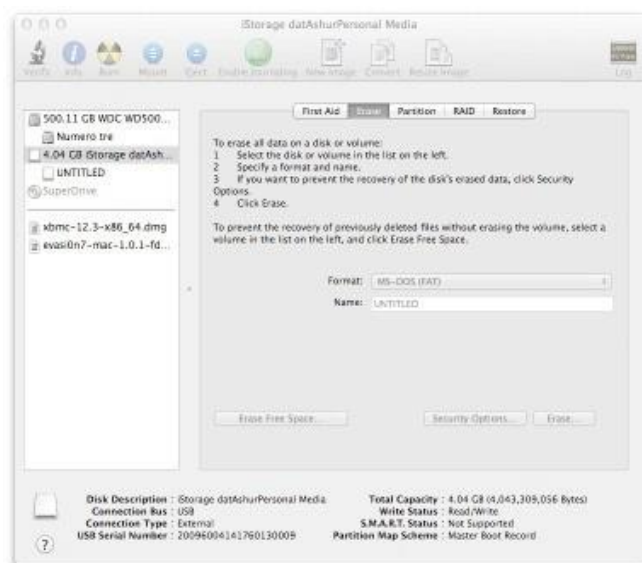 iStorage datAshurPersonal Media
Verify Info Burn Mount Eject Enable Journaling New Image Convert Resize Image Log
First Aid Erase Partition RAID Restore
500.11 GB WDC WD500...
Numero tre
4.04 GB iStorage datAsh...
UNTITLED
SuperDrive
xbmc-12.3-x86_64.dmg
evasi0n7-mac-1.0.1-fd...
To erase all data on a disk or volume:
1 Select the disk or volume in the list on the left.
2 Specify a format and name.
3 If you want to prevent the recovery of the disk's erased data, click Security
Options.
4 Click Erase.
To prevent the recovery of previously deleted files without erasing the volume, select a
volume in the list on the left, and click Erase Free Space.
Format: MS-DOS (FAT)
Name: UNTITLED
Erase Free Space... Security Options... Erase...
Disk Description : iStorage datAshurPersonal Media
Connection Bus : USB
Connection Type : External
USB Serial Number : 20096004141760130009
Total Capacity : 4.04 GB (4,043,309,056 Bytes)
Write Status : Read/Write
S.M.A.R.T. Status : Not Supported
Partition Map Scheme : Master Boot Record
?